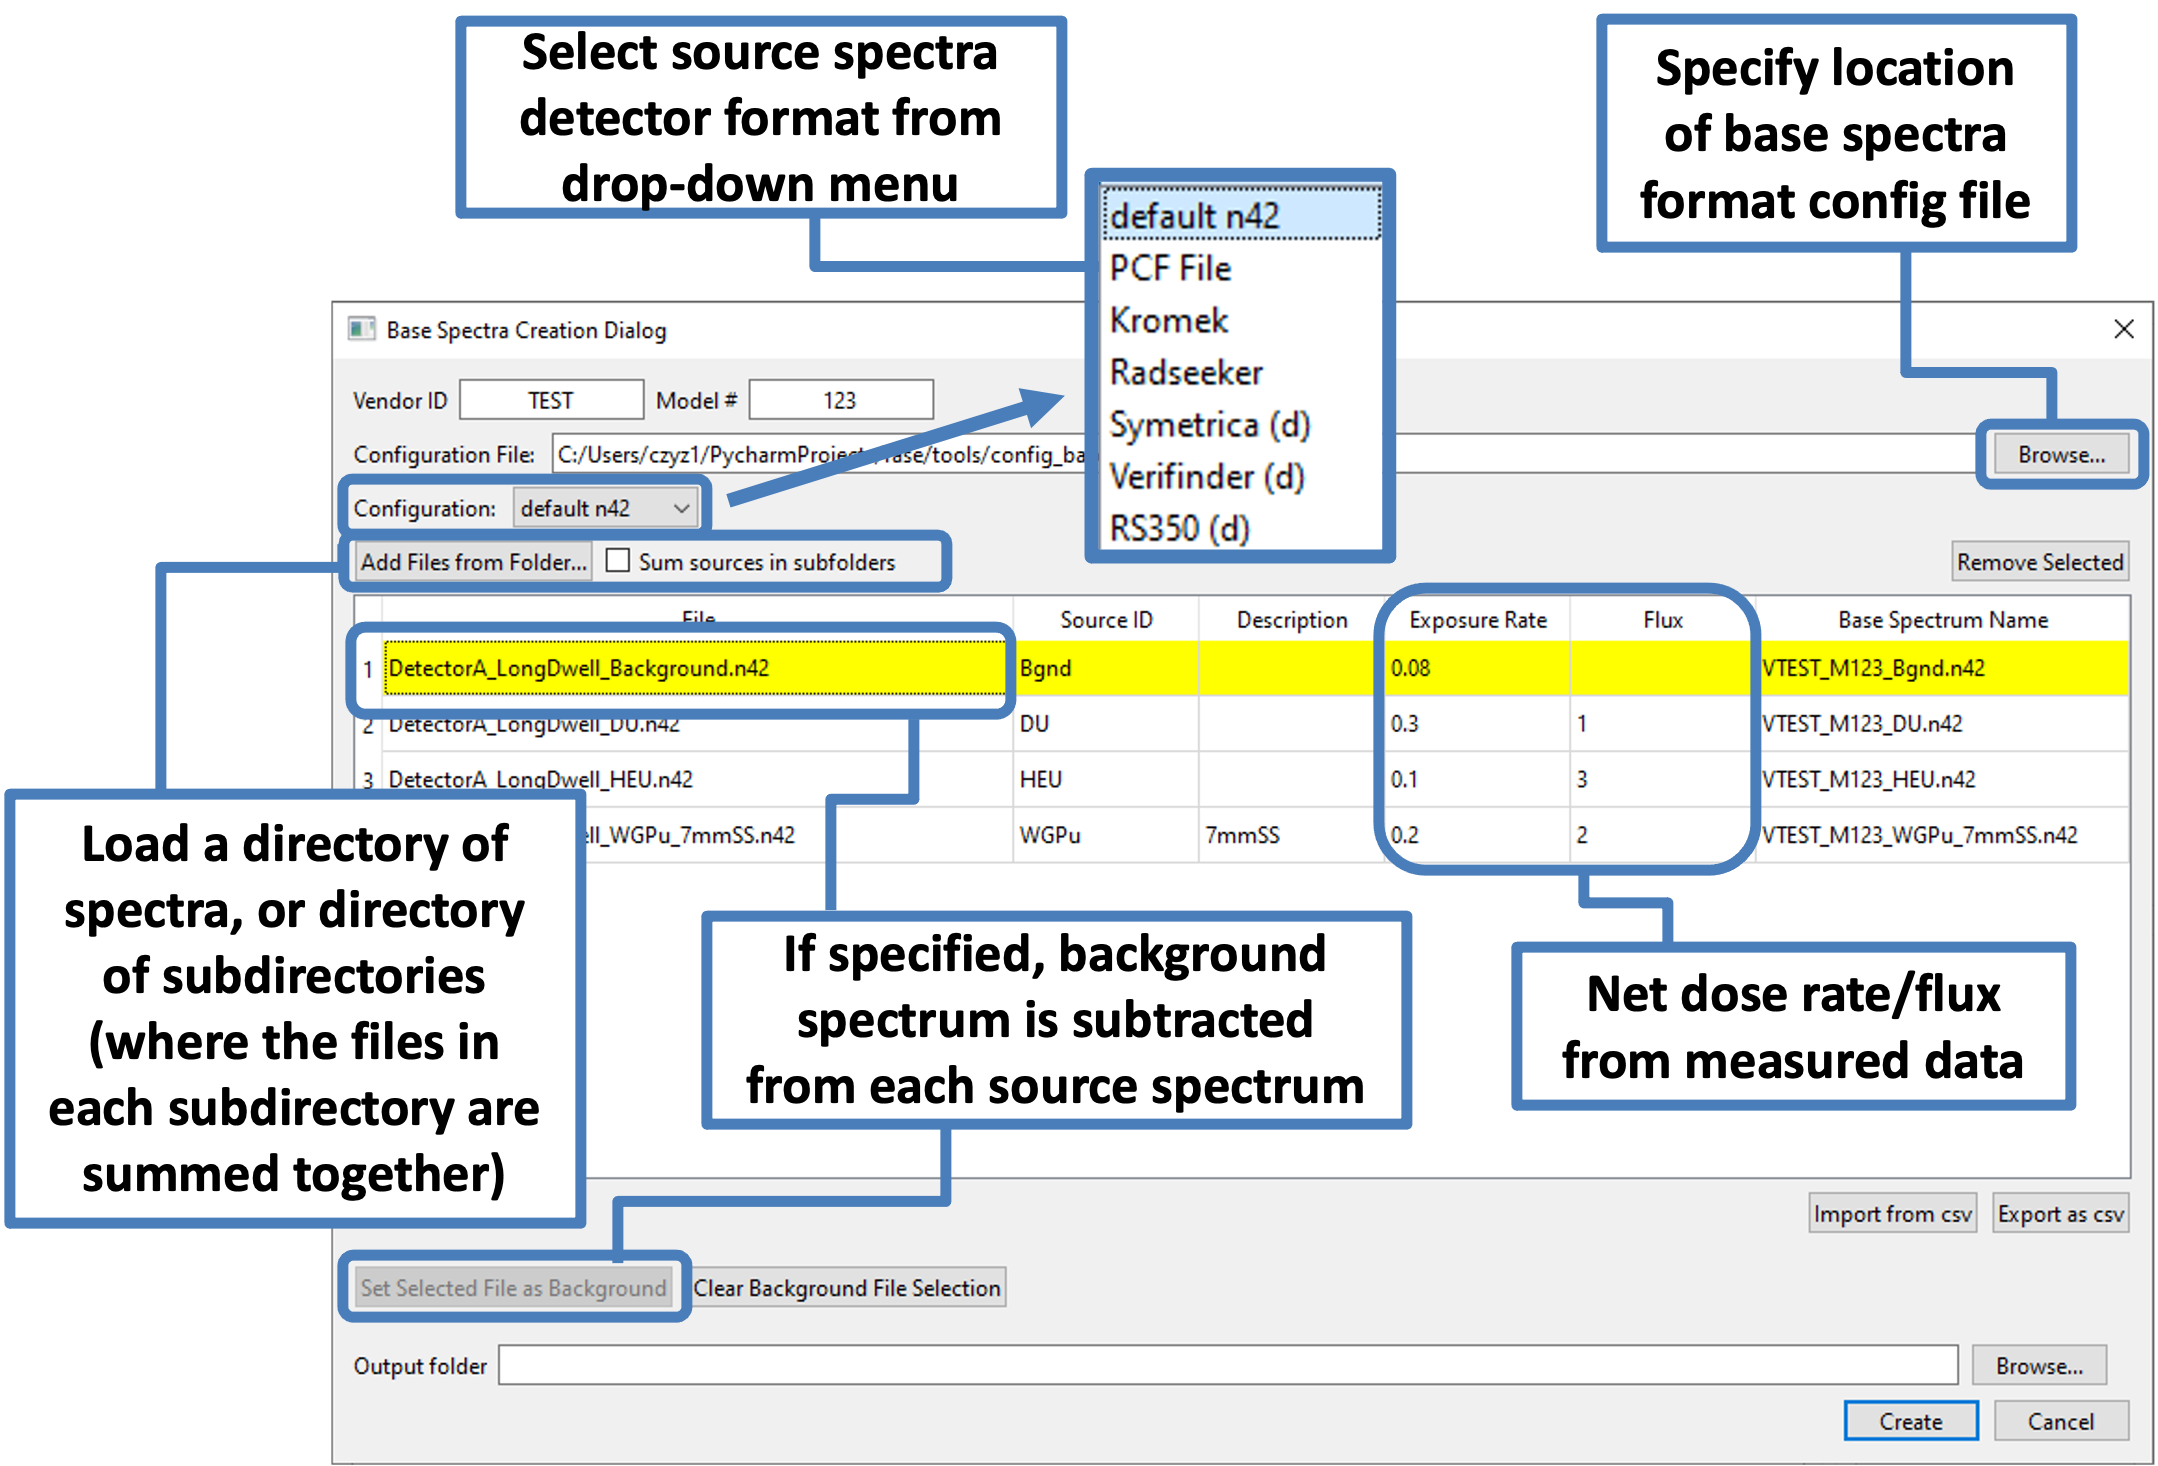 Select source spectra
detector format from
drop-down menu
Specify location
of base spectra
format config file
default n42
PCF File
Kromek
Radseeker
Symetrica (d)
Verifinder (d)
RS350 (d)
Base Spectra Creation Dialog
Vendor ID TEST Model # 123
Configuration File: C:/Users/czyz1/PycharmProject /tools/config_ba Browse...
Configuration: default n42
Add Files from Folder... Sum sources in subfolders Remove Selected
File Source ID Description Exposure Rate Flux Base Spectrum Name
1 DetectorA_LongDwell_Background.n42 Bgnd 0.08 VTEST_M123_Bgnd.n42
2 DetectorA_LongDwell_DU.n42 DU 0.3 1 VTEST_M123_DU.n42
3 DetectorA_LongDwell_HEU.n42 HEU 0.1 3 VTEST_M123_HEU.n42
ell_WGPu_7mmSS.n42 WGPu 7mmSS 0.2 2 VTEST_M123_WGPu_7mmSS.n42
Load a directory of
spectra, or directory
of subdirectories
(where the files in
each subdirectory are
summed together)
If specified, background
spectrum is subtracted
from each source spectrum
Net dose rate/flux
from measured data
Import from csv Export as csv
Set Selected File as Background Clear Background File Selection
Output folder Browse...
Create Cancel